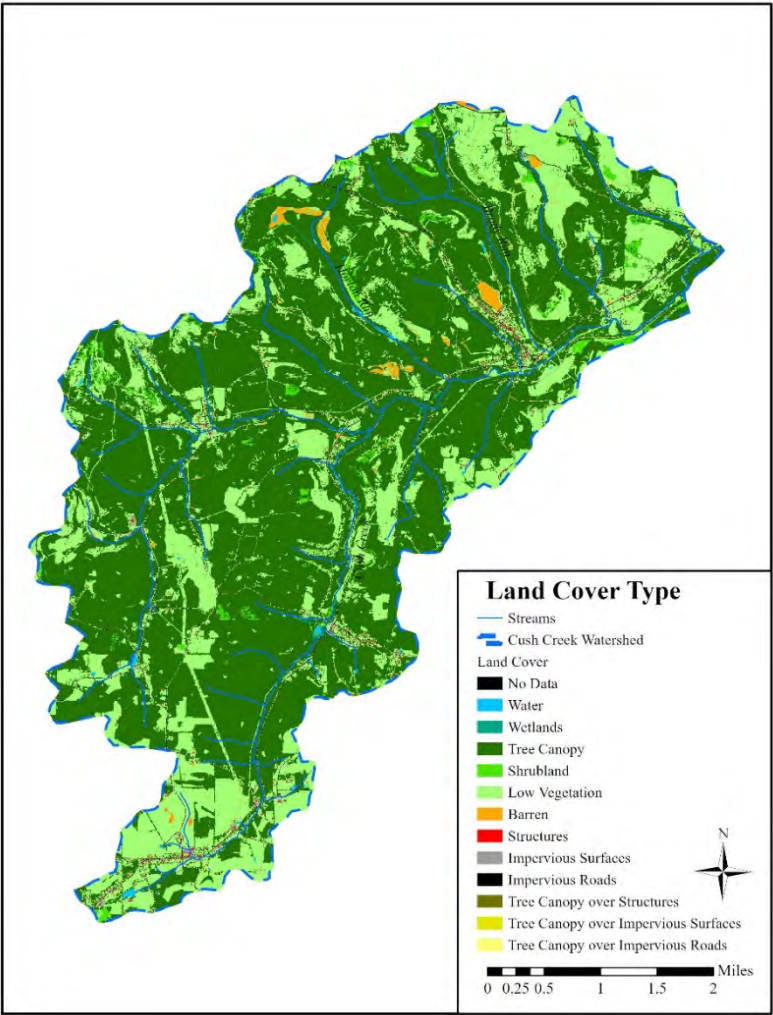 Land Cover Type
Streams
Cush Creek Watershed
Land Cover
No Data
Water
Wetlands
Tree Canopy
Shrubland
Low Vegetation
Barren
Structures
Impervious Surfaces
Impervious Roads
Tree Canopy over Structures
Tree Canopy over Impervious Surfaces
Tree Canopy over Impervious Roads
N
Miles
0 0.25 0.5 1 1.5 2